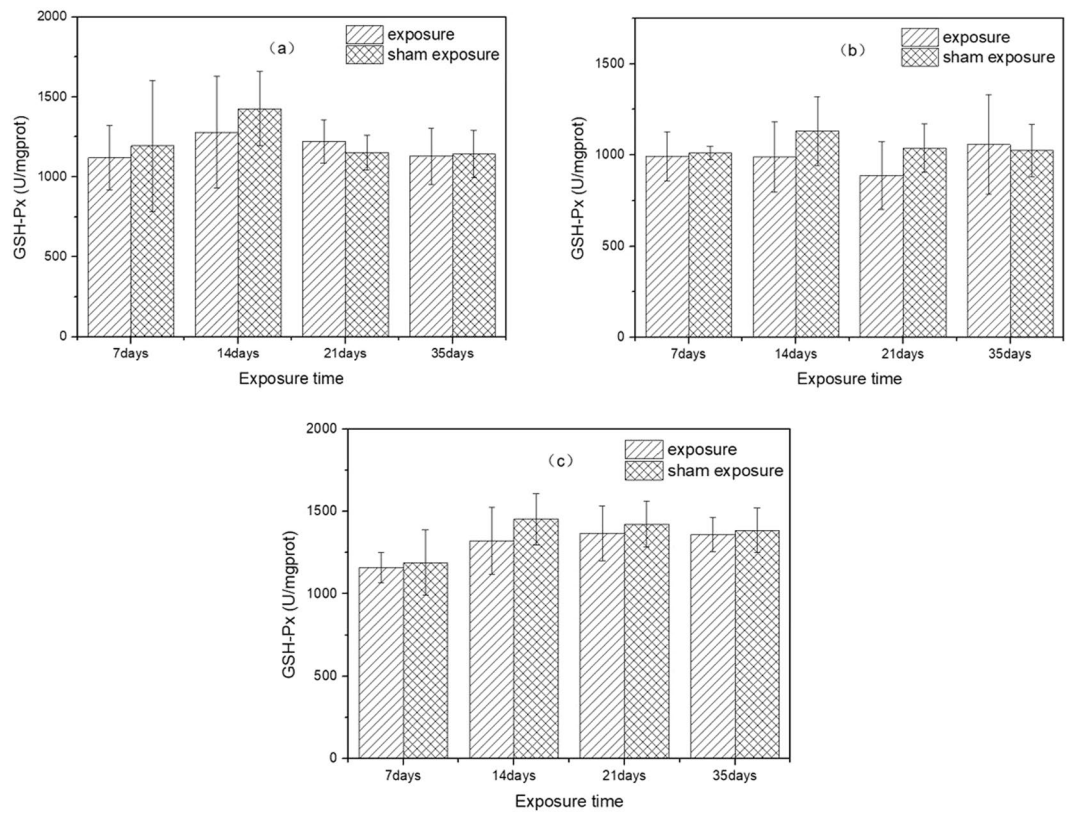 2000
1500
1000
500
0
GSH-Px (U/mgprot)
（a）
exposure
sham exposure
7days
14days
21days
35days
Exposure time
1500
1000
500
0
GSH-Px (U/mgprot)
（b）
exposure
sham exposure
7days
14days
21days
35days
Exposure time
2000
1500
1000
500
0
GSH-Px (U/mgprot)
（c）
exposure
sham exposure
7days
14days
21days
35days
Exposure time